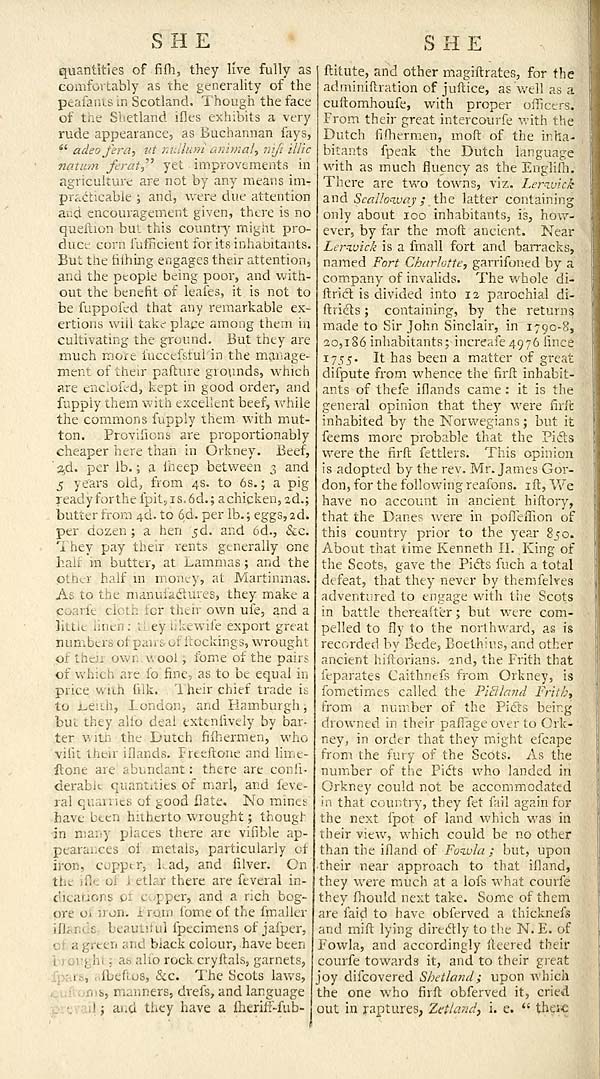 SHE
quantities of fiſh, they live fully as
comfortably as the generality of the
peaſants in Scotland. Though the face
of the Shetland iſles exhibits a very
rude appearance, as Buchannan ſays,
“ adeo fera, ut nullum animal, niſi illic
natum ferat,” yet improvements in
agriculture are not by any means im-
practicable ; and, were due attention
and encouragement given, there is no
queſtion but this country might pro-
duce corn ſufficient for its inhabitants.
But the fiſhing engages their attention,
and the people being poor, and with-
out the benefit of leaſes, it is not to
be ſuppoſed that any remarkable ex-
ertions will take place among them in
cultivating the ground. But they are
much more ſucceſsful in the manage-
ment of their paſture grounds, which
are encloſed, kept in good order, and
ſupply them with excellent beef, while
the commons ſupply them with mut-
ton. Proviſions are proportionably
cheaper here than in Orkney. Beef,
2d. per lb. ; a ſheep between 3 and
5 years old, from 4s. to 6s. ; a pig
ready for the ſpit, 1s. 6d. ; a chicken, 2d. ;
butter from 4d. to 6d. per lb. ; eggs, 2d.
per dozen ; a hen 5d. and 6d., &c.
They pay their rents generally one
half in butter, at Lammas ; and the
other half in money, at Martinmas.
As to the manufactures, they make a
coarſe cloth for their own uſe, and a
little linen : they likewiſe export great
numbers of pairs of ſtockings, wrought
of their own wool ; ſome of the pairs
of which are ſo fine, as to be equal in
price with ſilk. Their chief trade is
to Leith, London, and Hamburgh ;
but they alſo deal extenſively by bar-
ter with the Dutch fiſhermen, who
viſit their iſlands. Freeſtone and lime-
ſtone are abundant : there are conſi-
derable quantities of marl, and ſeve-
ral quarries of good ſlate. No mines
have been hitherto wrought ; though
in many places there are viſible ap-
pearances of metals, particularly of
iron, copper, lead, and ſilver. On
the iſle of Fetlar there are ſeveral in-
dications of copper, and a rich bog-
ore of iron. From ſome of the ſmaller
iſlands, beautiful ſpecimens of jaſper,
of a green and black colour, have been
brought ; as alſo rock cryſtals, garnets,
ſpars, aſbeſtos, &c. The Scots laws,
cuſtoms, manners, dreſs, and language
prevail ; and they have a ſheriff-ſub-
SHE
ſtitute, and other magiſtrates, for the
adminiſtration of juſtice, as well as a
cuſtomhouſe, with proper officers.
From their great intercourſe with the
Dutch fiſhermen, moſt of the inha-
bitants ſpeak the Dutch language
with as much fluency as the Engliſh.
There are two towns, viz. Lerwick
and Scalloway ; the latter containing
only about 100 inhabitants, is, how-
ever, by far the moſt ancient. Near
Lerwick is a ſmall fort and barracks,
named Fort Charlotte, garriſoned by a
company of invalids. The whole di-
ſtrict is divided into 12 parochial di-
ſtricts ; containing, by the returns
made to Sir John Sinclair, in 1790-8,
20,186 inhabitants ; increaſe 4976 ſince
1755. It has been a matter of great
diſpute from whence the firſt inhabit-
ants of theſe iſlands came : it is the
general opinion that they were firſt
inhabited by the Norwegians ; but it
ſeems more probable that the Picts
were the firſt ſettlers. This opinion
is adopted by the rev. Mr. James Gor-
don, for the following reaſons. 1ſt, We
have no account in ancient hiſtory,
that the Danes were in poſſeſſion of
this country prior to the year 850.
About that time Kenneth II. King of
the Scots, gave the Picts ſuch a total
defeat, that they never by themſelves
adventured to engage with the Scots
in battle thereafter ; but were com-
pelled to fly to the northward, as is
recorded by Bede, Boethius, and other
ancient hiſtorians. 2nd, the Frith that
ſeparates Caithneſs from Orkney, is
ſometimes called the Pictland Frith,
from a number of the Picts being
drowned in their paſſage over to Ork-
ney, in order that they might eſcape
from the fury of the Scots. As the
number of the Picts who landed in
Orkney could not be accommodated
in that country, they ſet ſail again for
the next ſpot of land which was in
their view, which could be no other
than the iſland of Fowla ; but, upon
their near approach to that iſland,
they were much at a loſs what courſe
they ſhould next take. Some of them
are ſaid to have obſerved a thickneſs
and miſt lying directly to the N. E. of
Fowla, and accordingly ſteered their
courſe towards it, and to their great
joy diſcovered Shetland ; upon which
the one who firſt obſerved it, cried
out in raptures, Zetland, i. e. “ there